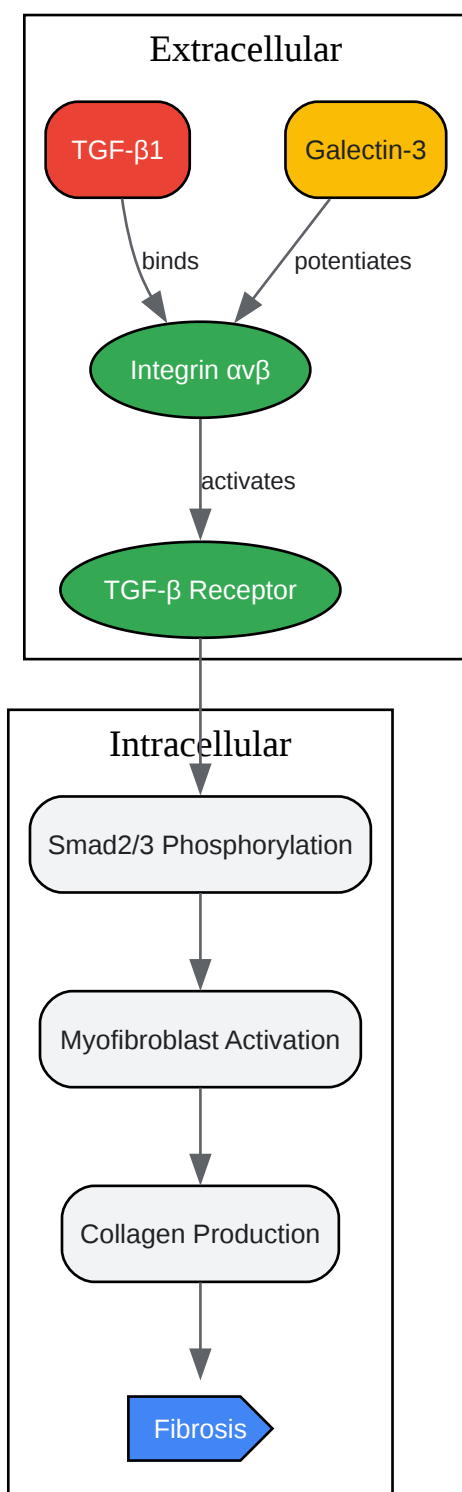 Extracellular
TGF-β1
Galectin-3
binds
potentiates
Integrin αvβ
activates
TGF-β Receptor
Intracellular
Smad2/3 Phosphorylation
Myofibroblast Activation
Collagen Production
Fibrosis